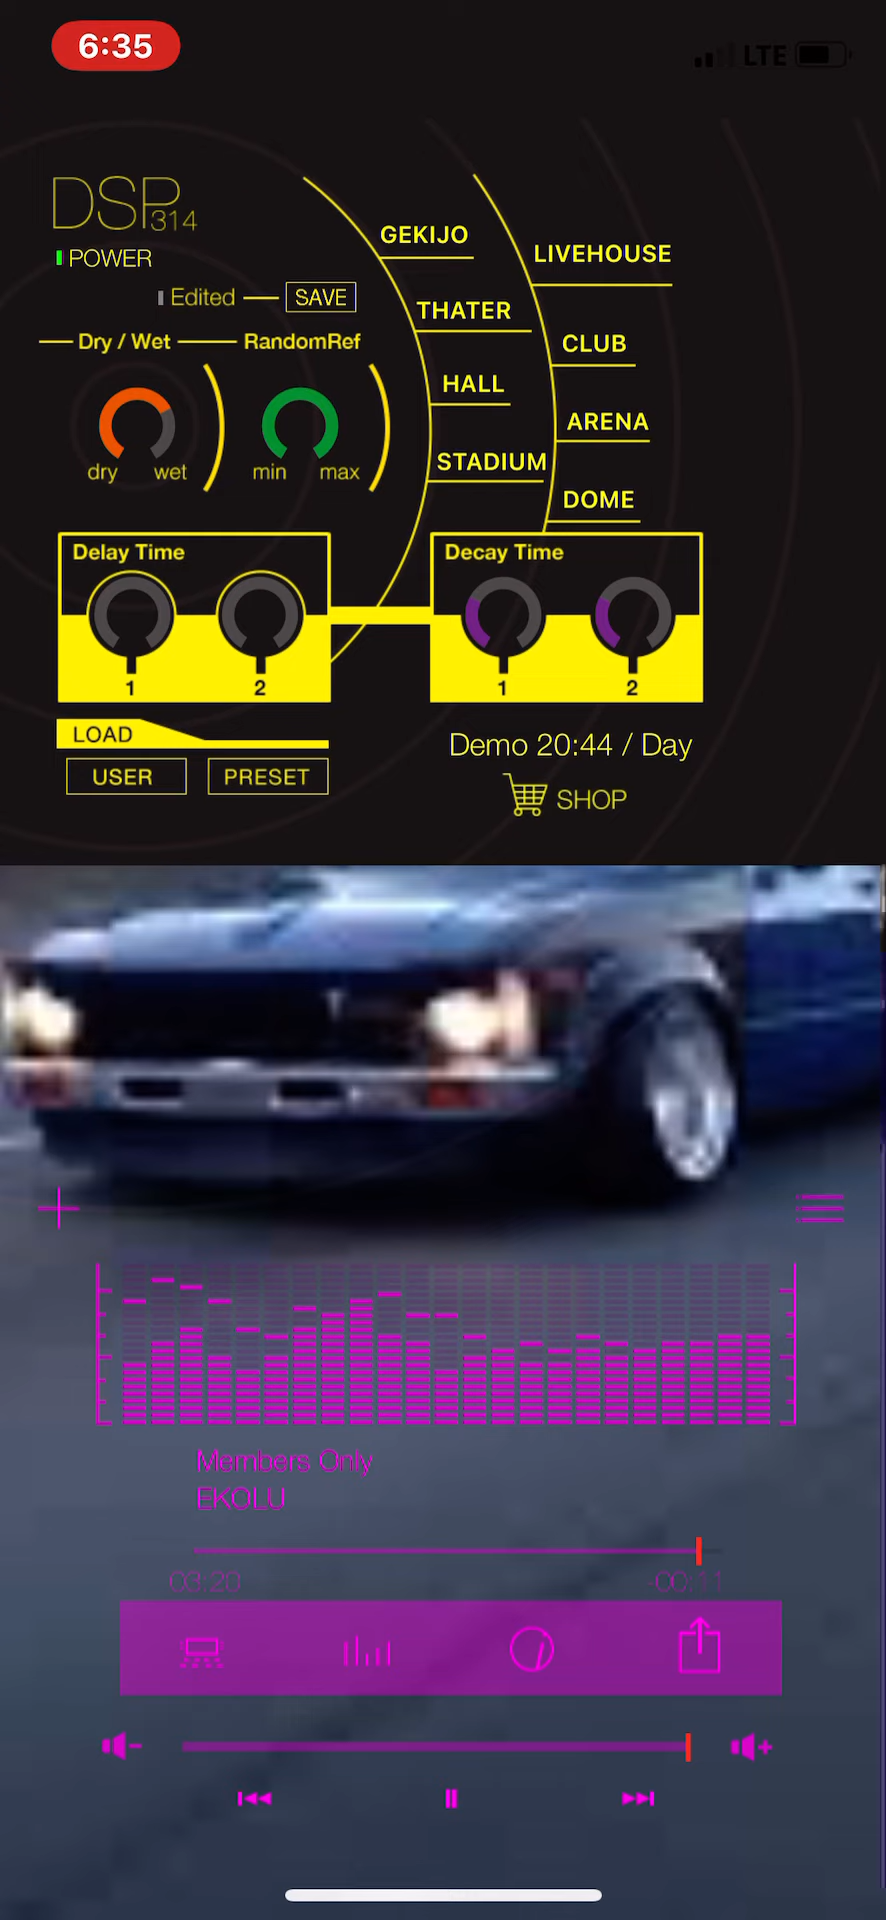 6:35
LTE
DSP314
POWER
Edited
SAVE
Dry / Wet
RandomRef
dry
wet
min
max
GEKIJO
THATER
HALL
STADIUM
LIVEHOUSE
CLUB
ARENA
DOME
Delay Time
1
2
Decay Time
1
2
LOAD
USER
PRESET
Demo 20:44 / Day
SHOP
Members Only
EKOLU
03:20
-00:11